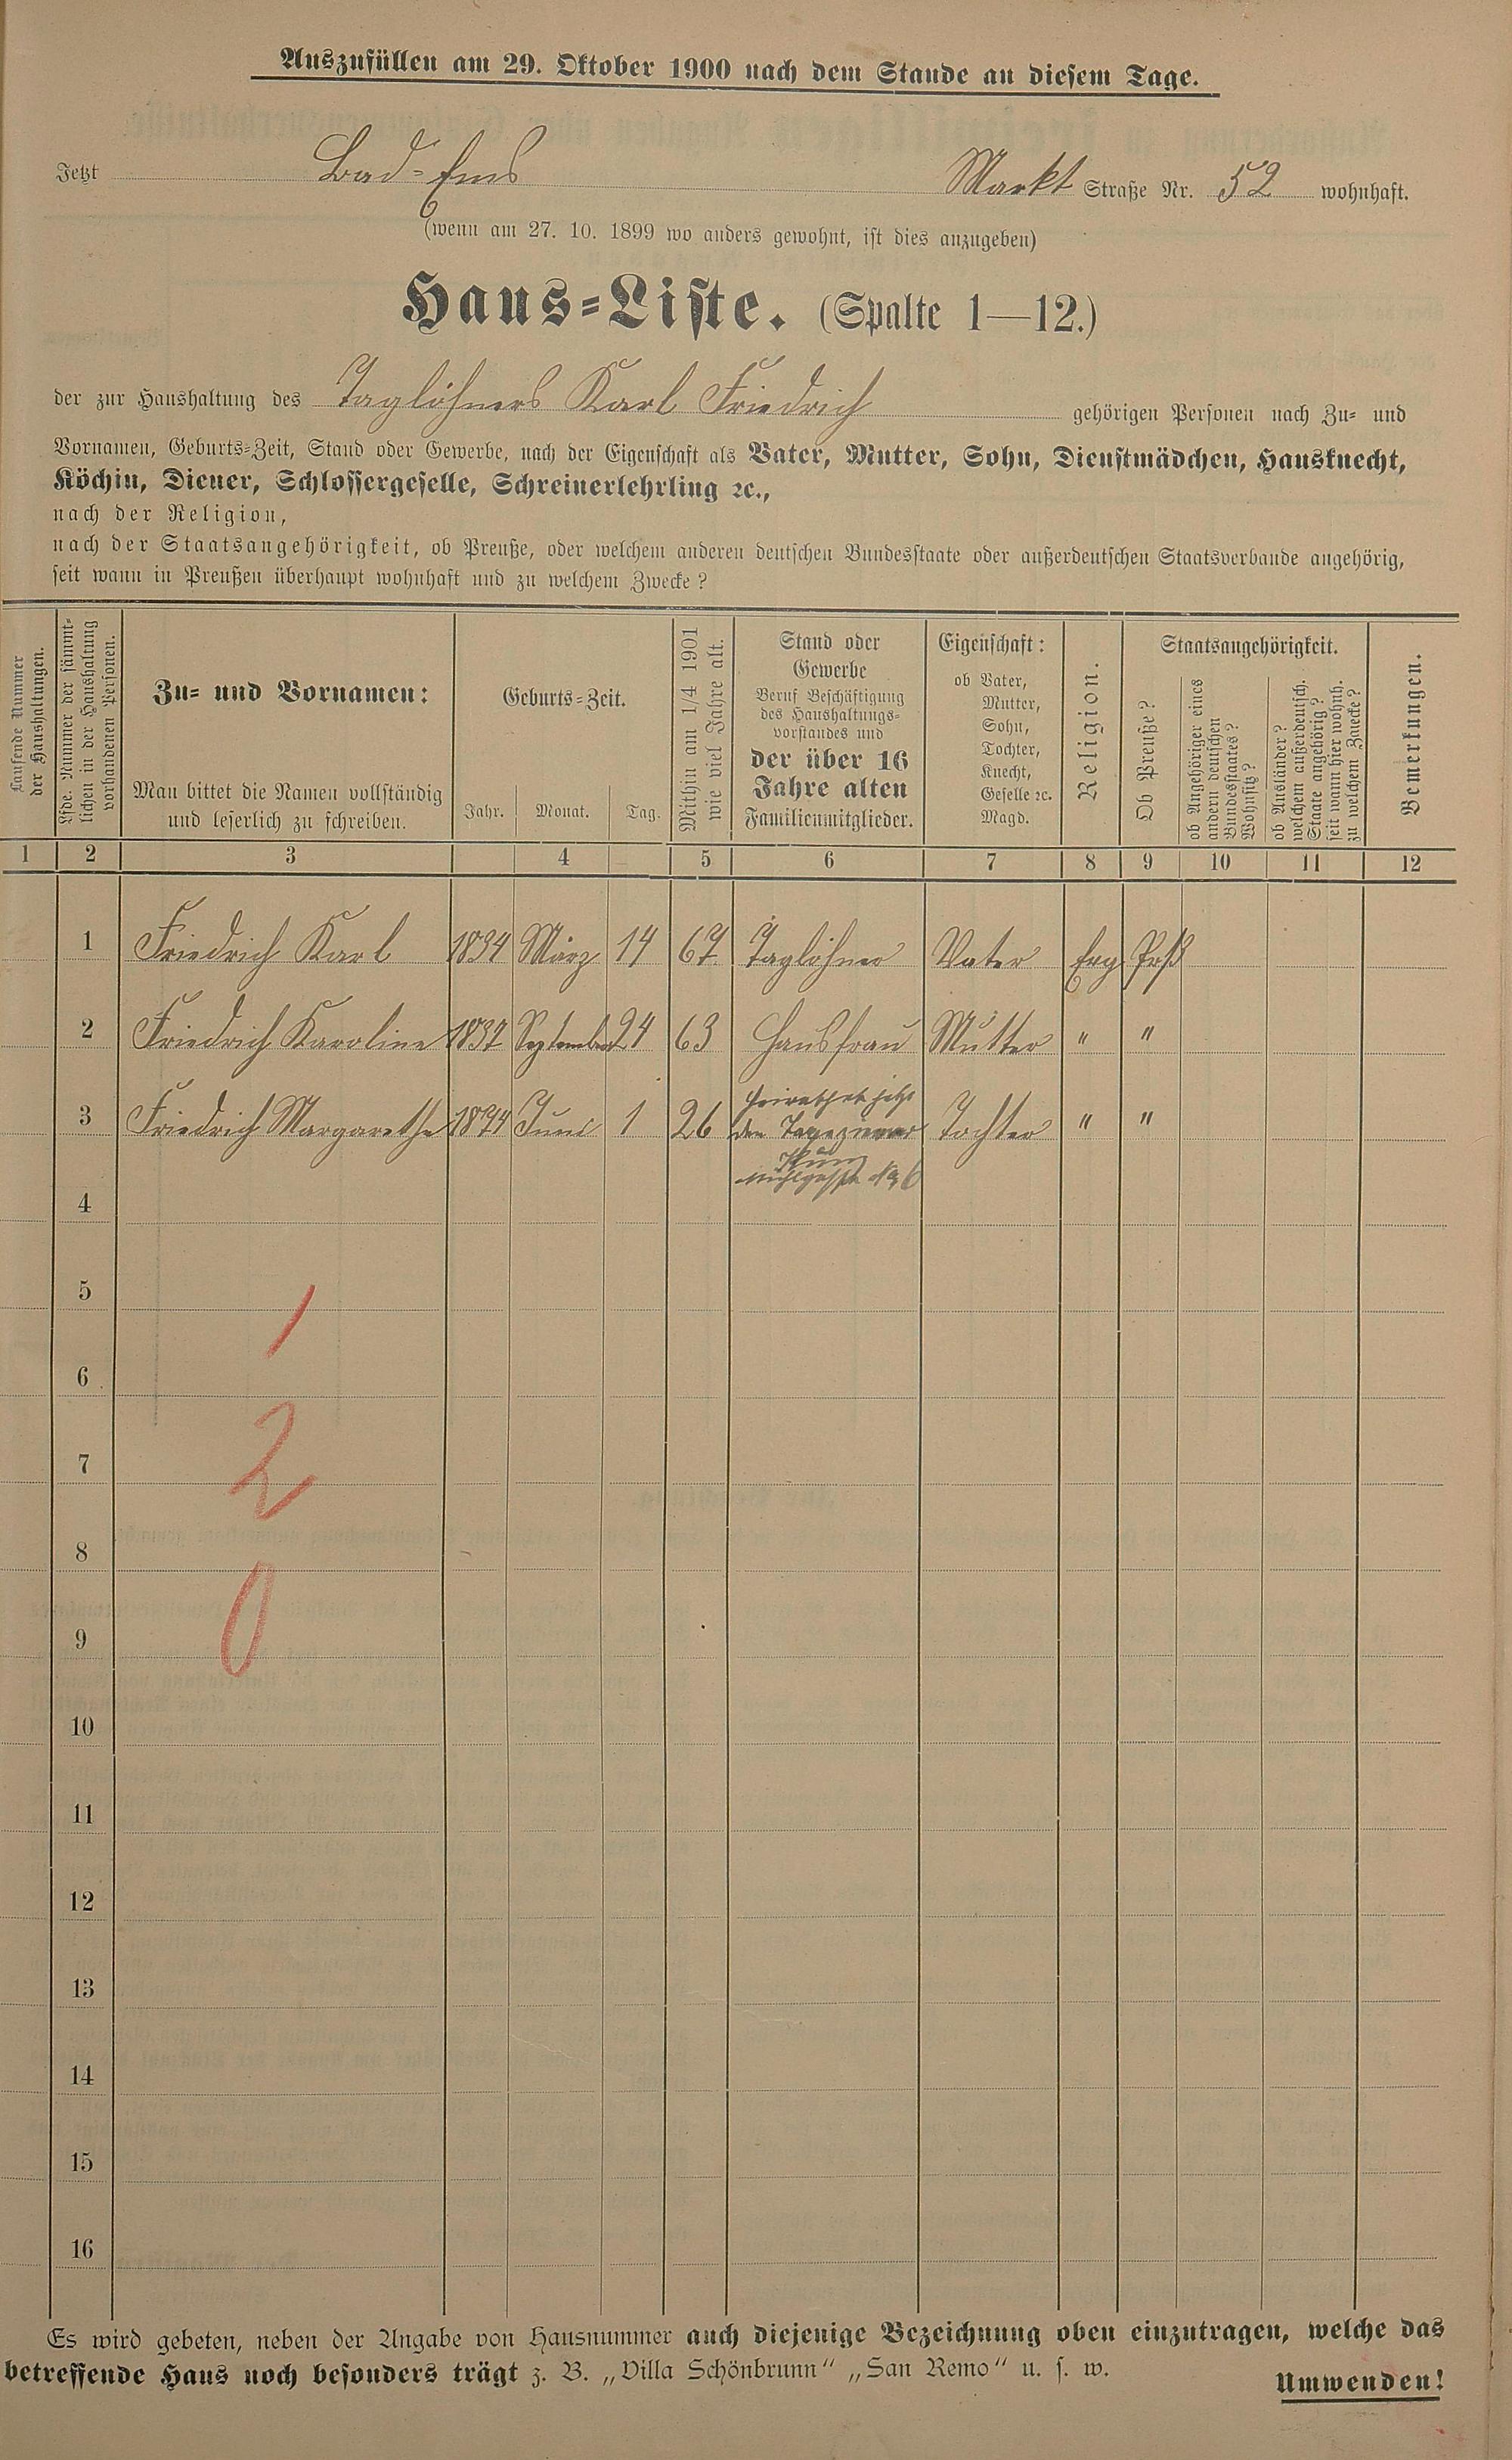 Auszufüllen am 29. Oktober 1900 nach dem Stande an diesem Tage.
Jetzt Bad-Ems Markt Straße Nr. 52 wohnhaft.
(wenn am 27. 10. 1899 wo anders gewohnt, ist dies anzugeben)
Haus-Liste. (Spalte 1—12.)
der zur Haushaltung des Taglöhners Karl Friedrich gehörigen Personen nach Zu- und
Vornamen, Geburts-Zeit, Stand oder Gewerbe, nach der Eigenschaft als Vater, Mutter, Sohn, Dienstmädchen, Hausknecht,
Köchin, Diener, Schlossergeselle, Schreinerlehrling ꝛc.,
nach der Religion,
nach der Staatsangehörigkeit, ob Preuße, oder welchem anderen deutschen Bundesstaate oder außerdeutschen Staatsverbande angehörig,
seit wann in Preußen überhaupt wohnhaft und zu welchem Zwecke?
Laufende Nummer
der Haushaltungen.
Lfde. Nummer der sämmt-
lichen in der Haushaltung
vorhandenen Personen.
Zu- und Vornamen:
Man bittet die Namen vollständig
und leserlich zu schreiben.
Geburts-Zeit.
Jahr. Monat. Tag.
Mithin am 1/4 1901
wie viel Jahre alt.
Stand oder
Gewerbe
Beruf Beschäftigung
des Haushaltungs-
vorstandes und
der über 16
Jahre alten
Familienmitglieder.
Eigenschaft:
ob Vater,
Mutter,
Sohn,
Tochter,
Knecht,
Geselle ꝛc.
Magd.
Religion.
Staatsangehörigkeit.
Ob Preuße?
ob Angehöriger eines
andern deutschen
Bundesstaates?
Wohnsitz?
ob Ausländer?
welchem außerdeutsch.
Staate angehörig?
seit wann hier wohnh.
zu welchem Zwecke?
Bemerkungen.
1 2 3 4 5 6 7 8 9 10 11 12
1 Friedrich Karl 1834 März 14 67 Taglöhner Vater Evg Prß
2 Friedrich Karoline 1837 September 24 63 Hausfrau Mutter " "
3 Friedrich Margarethe 1874 Juni 1 26 Tochter " "
4
5
1
6
7
2
8
9
0
10
11
12
13
14
15
16
Es wird gebeten, neben der Angabe von Hausnummer auch diejenige Bezeichnung oben einzutragen, welche das
betreffende Haus noch besonders trägt z. B. „Villa Schönbrunn" „San Remo" u. s. w.
Umwenden!